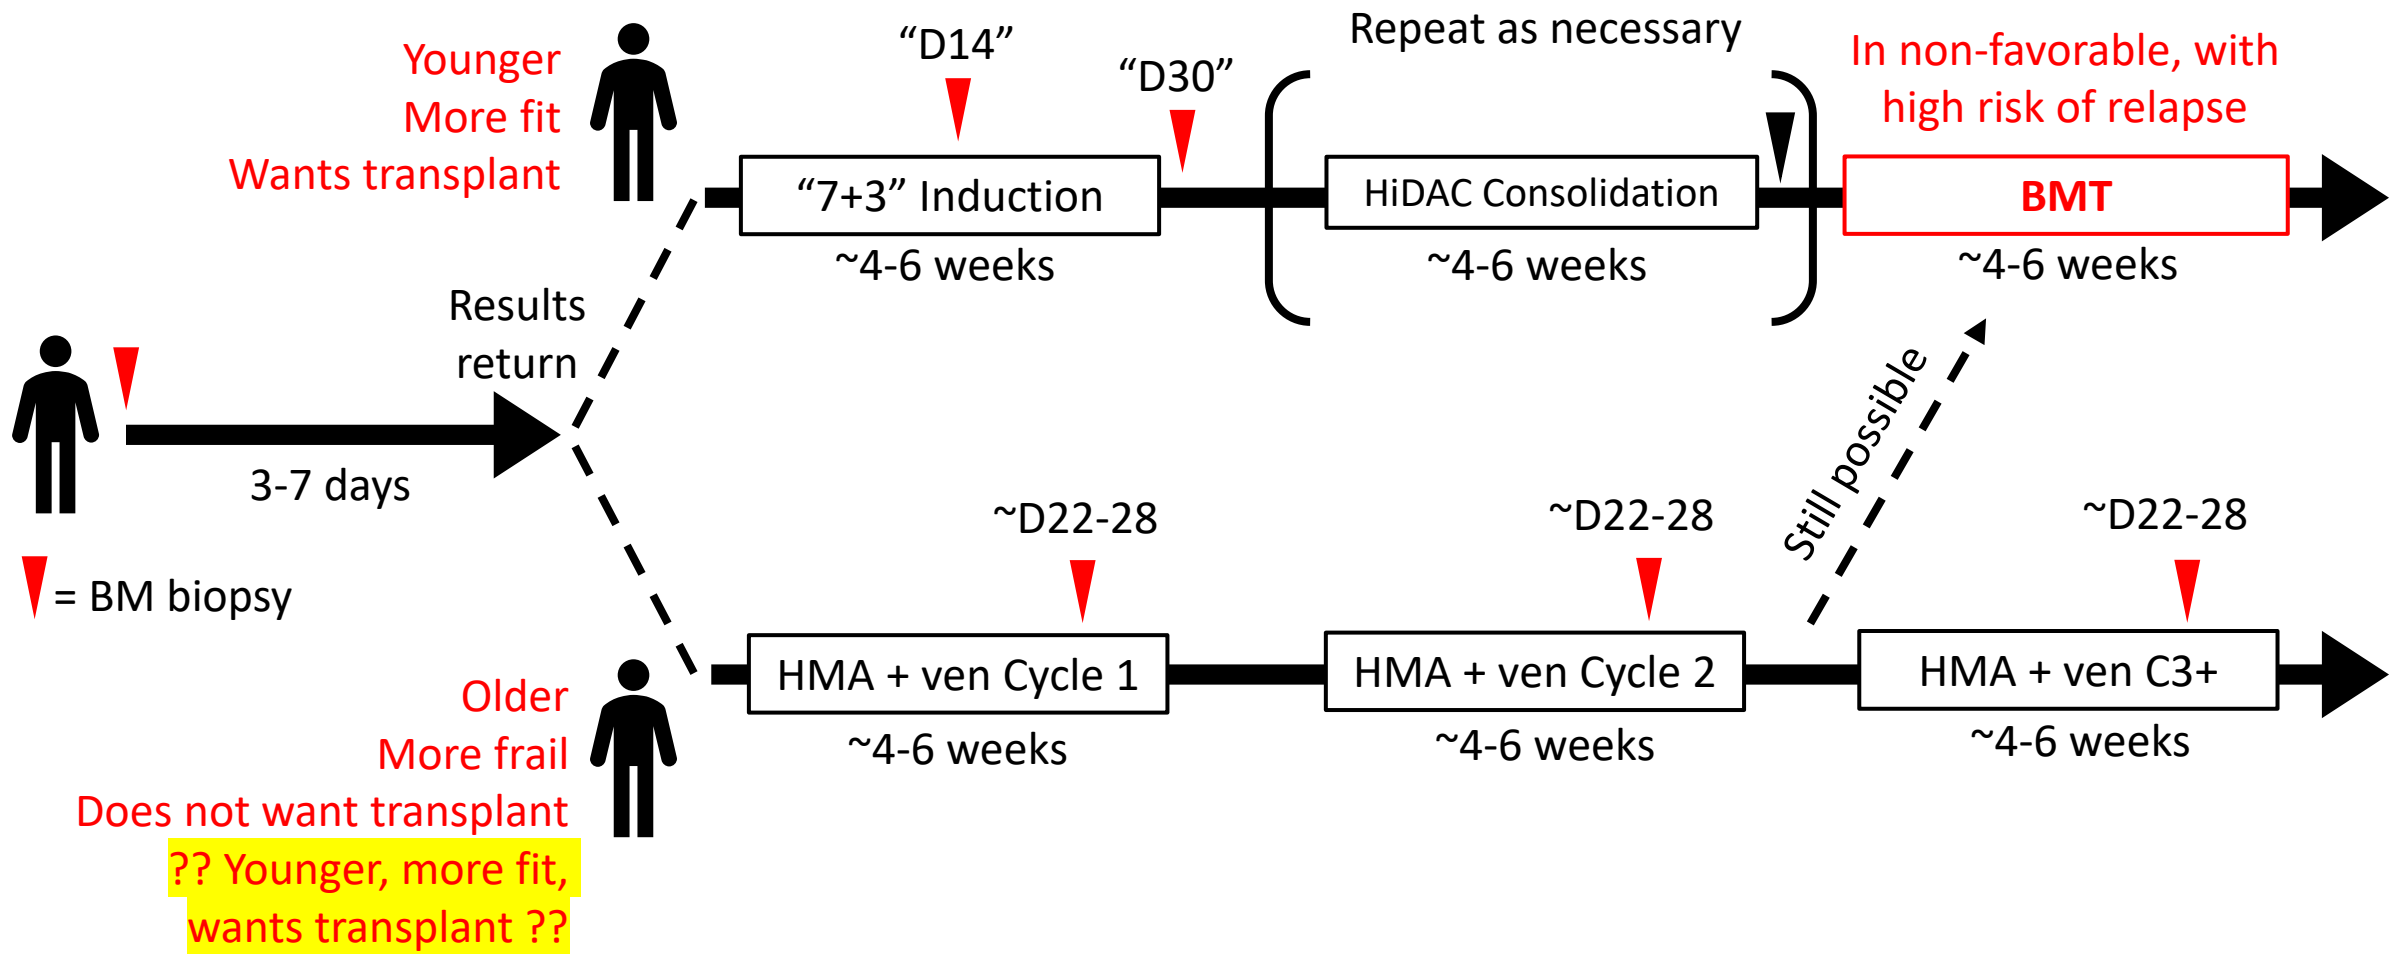 Younger
More fit
Wants transplant
“D14”
“D30”
Repeat as necessary
In non-favorable, with
high risk of relapse
“7+3” Induction
~4-6 weeks
HiDAC Consolidation
~4-6 weeks
BMT
~4-6 weeks
Results
return
3-7 days
= BM biopsy
Still possible
~D22-28
~D22-28
~D22-28
Older
More frail
Does not want transplant
?? Younger, more fit,
wants transplant ??
HMA + ven Cycle 1
~4-6 weeks
HMA + ven Cycle 2
~4-6 weeks
HMA + ven C3+
~4-6 weeks